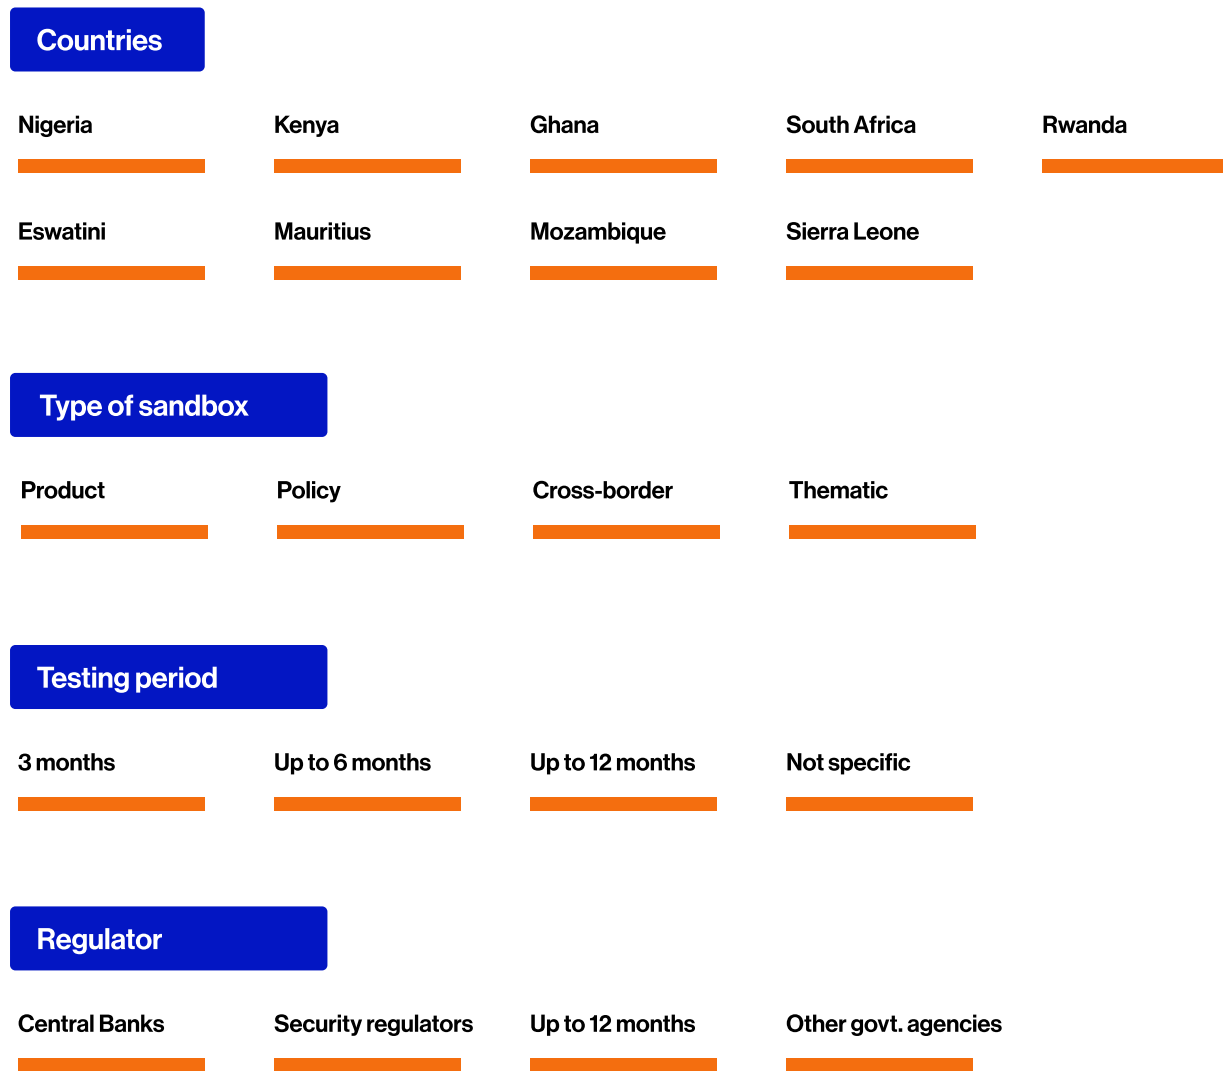 Countries
Nigeria Kenya Ghana South Africa Rwanda
Eswatini Mauritius Mozambique Sierra Leone
Type of sandbox
Product Policy Cross-border Thematic
Testing period
3 months Up to 6 months Up to 12 months Not specific
Regulator
Central Banks Security regulators Up to 12 months Other govt. agencies